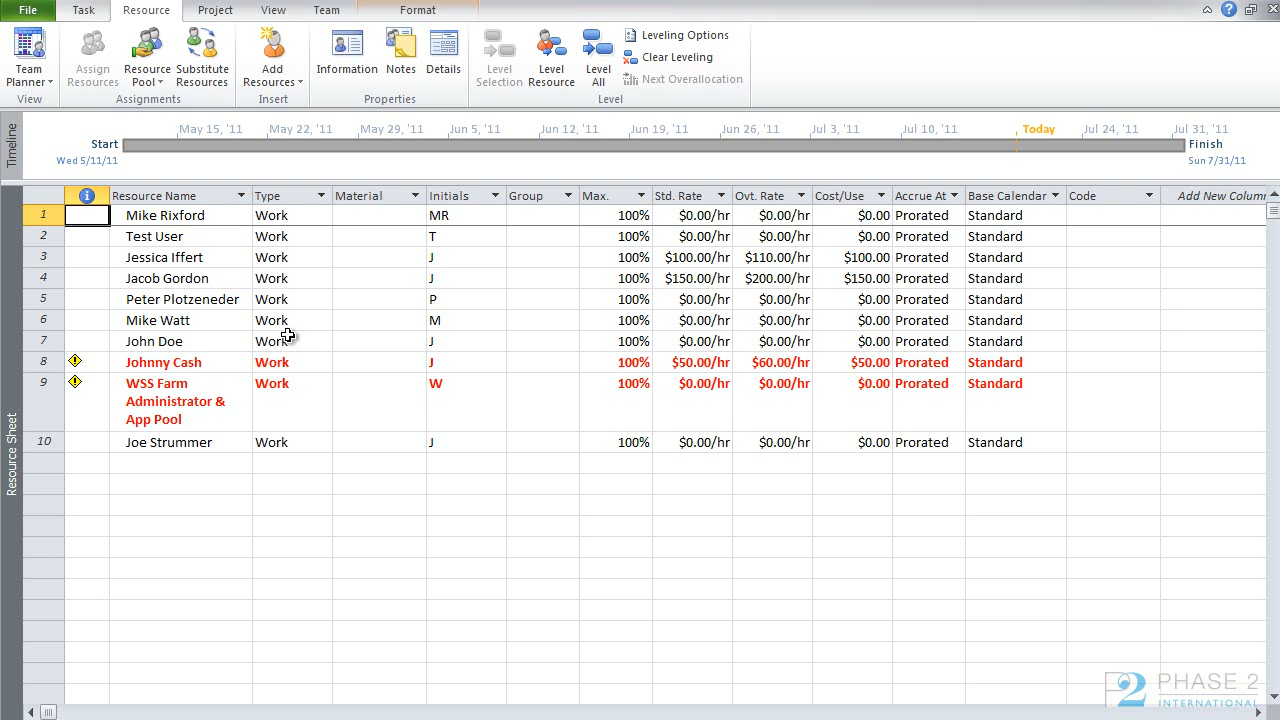 File Task Resource Project View Team Format
Team Planner
Assign Resources
Resource Pool
Substitute Resources
Add Resources
Information
Notes
Details
Level Selection
Level Resource
Level All
Leveling Options
Clear Leveling
Next Overallocation
View Assignments Insert Properties Level
Timeline
May 15, '11 May 22, '11 May 29, '11 Jun 5, '11 Jun 12, '11 Jun 19, '11 Jun 26, '11 Jul 3, '11 Jul 10, '11 Today Jul 24, '11 Jul 31, '11
Start Finish
Wed 5/11/11 Sun 7/31/11
Resource Sheet
Resource Name Type Material Initials Group Max. Std. Rate Ovt. Rate Cost/Use Accrue At Base Calendar Code Add New Colum
1 Mike Rixford Work MR 100% $0.00/hr $0.00/hr $0.00 Prorated Standard
2 Test User Work T 100% $0.00/hr $0.00/hr $0.00 Prorated Standard
3 Jessica Iffert Work J 100% $100.00/hr $110.00/hr $100.00 Prorated Standard
4 Jacob Gordon Work J 100% $150.00/hr $200.00/hr $150.00 Prorated Standard
5 Peter Plotzeneder Work P 100% $0.00/hr $0.00/hr $0.00 Prorated Standard
6 Mike Watt Work M 100% $0.00/hr $0.00/hr $0.00 Prorated Standard
7 John Doe Work J 100% $0.00/hr $0.00/hr $0.00 Prorated Standard
8 Johnny Cash Work J 100% $50.00/hr $60.00/hr $50.00 Prorated Standard
9 WSS Farm Work W 100% $0.00/hr $0.00/hr $0.00 Prorated Standard
Administrator &
App Pool
10 Joe Strummer Work J 100% $0.00/hr $0.00/hr $0.00 Prorated Standard
P2 PHASE 2
INTERNATIONAL